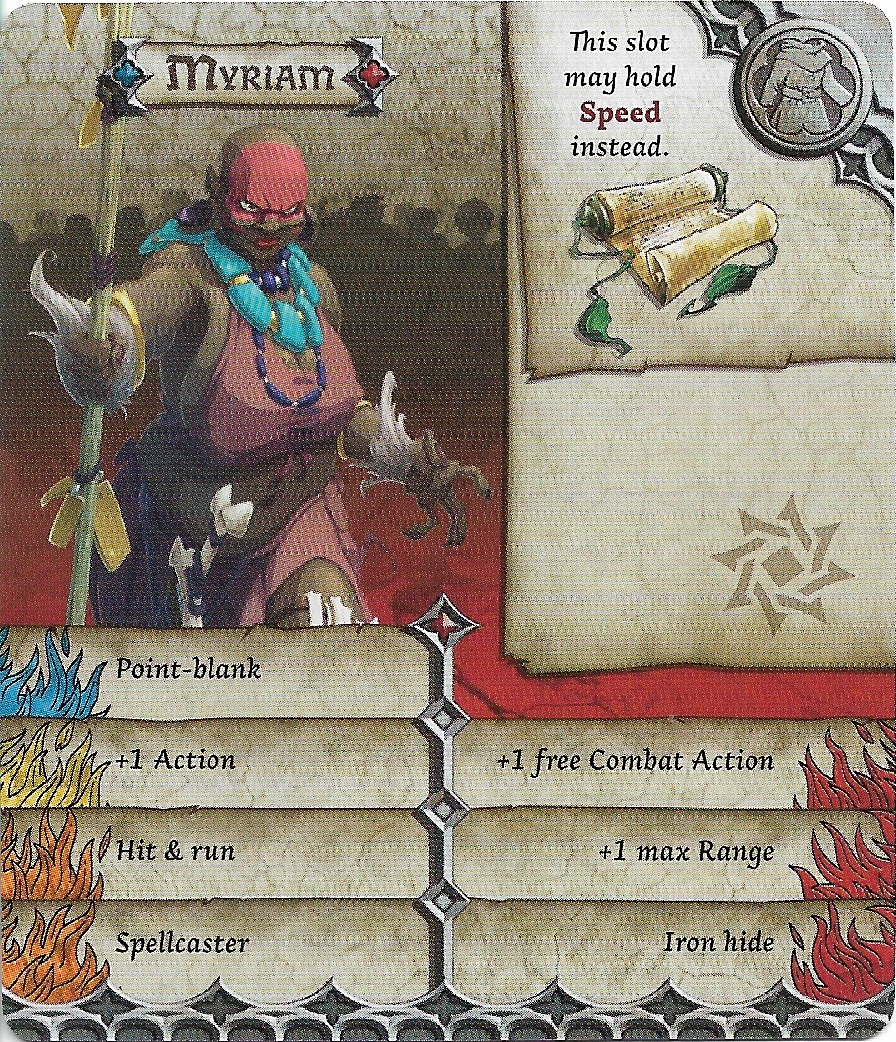 Myriam
This slot
may hold
Speed
instead.
Point-blank
+1 Action
+1 free Combat Action
Hit & run
+1 max Range
Spellcaster
Iron hide